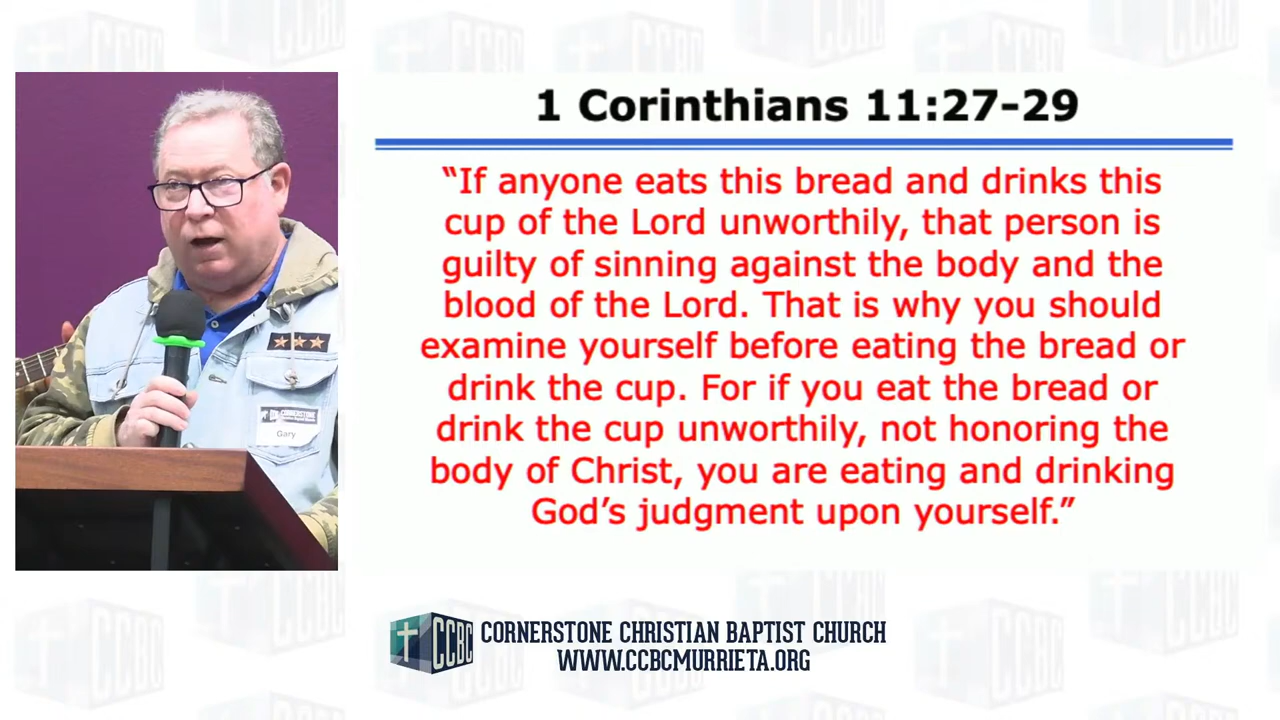 1 Corinthians 11:27-29
“If anyone eats this bread and drinks this
cup of the Lord unworthily, that person is
guilty of sinning against the body and the
blood of the Lord. That is why you should
examine yourself before eating the bread or
drink the cup. For if you eat the bread or
drink the cup unworthily, not honoring the
body of Christ, you are eating and drinking
God’s judgment upon yourself.”
CORNERSTONE
Gary
CCBC
CORNERSTONE CHRISTIAN BAPTIST CHURCH
WWW.CCBCMURRIETA.ORG